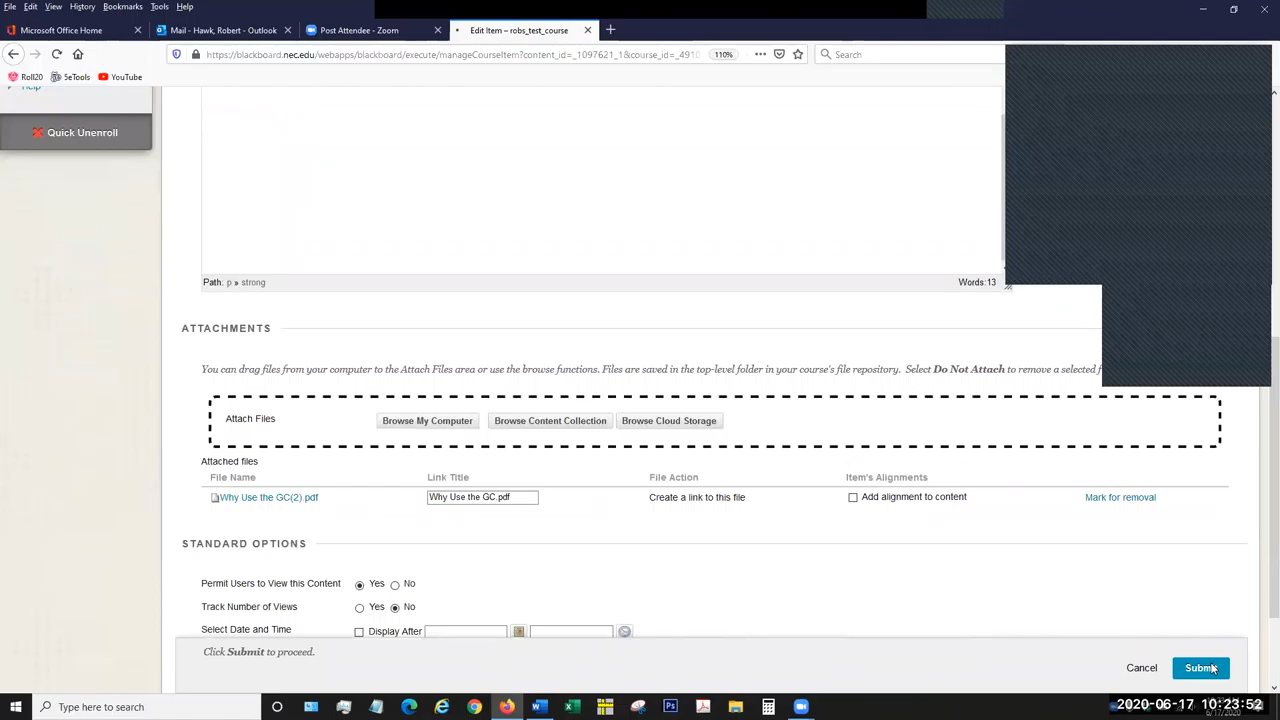 File Edit View History Bookmarks Tools Help
Microsoft Office Home
Mail - Hawk, Robert - Outlook
Post Attendee - Zoom
Edit Item – robs_test_course
https://blackboard.nec.edu/webapps/blackboard/execute/manageCourseItem?content_id=_1097621_1&course_id=_4910
110%
Search
Roll20 5eTools YouTube
Help
Quick Unenroll
Path: p » strong
Words:13
ATTACHMENTS
You can drag files from your computer to the Attach Files area or use the browse functions. Files are saved in the top-level folder in your course's file repository. Select Do Not Attach to remove a selected f
Attach Files
Browse My Computer Browse Content Collection Browse Cloud Storage
Attached files
File Name Link Title File Action Item's Alignments
Why Use the GC(2).pdf Why Use the GC.pdf Create a link to this file Add alignment to content Mark for removal
STANDARD OPTIONS
Permit Users to View this Content Yes No
Track Number of Views Yes No
Select Date and Time Display After
Click Submit to proceed.
Cancel Submit
Type here to search
2020-06-17 10:23:52
6/17/2020